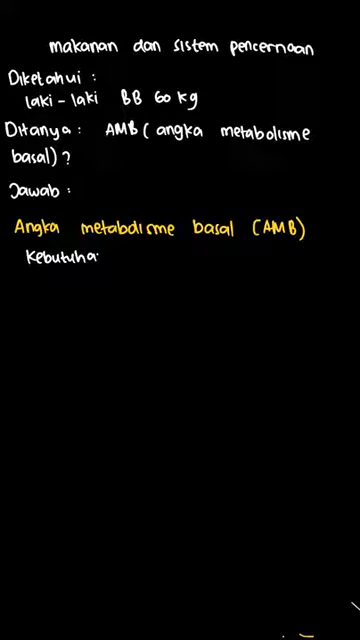 makanan dan sistem pencernaan
Diketahui :
laki - laki BB 60 kg
Ditanya : AMB ( angka metabolisme
basal) ?
Jawab :
Angka metabolisme basal (AMB)
Kebutuha